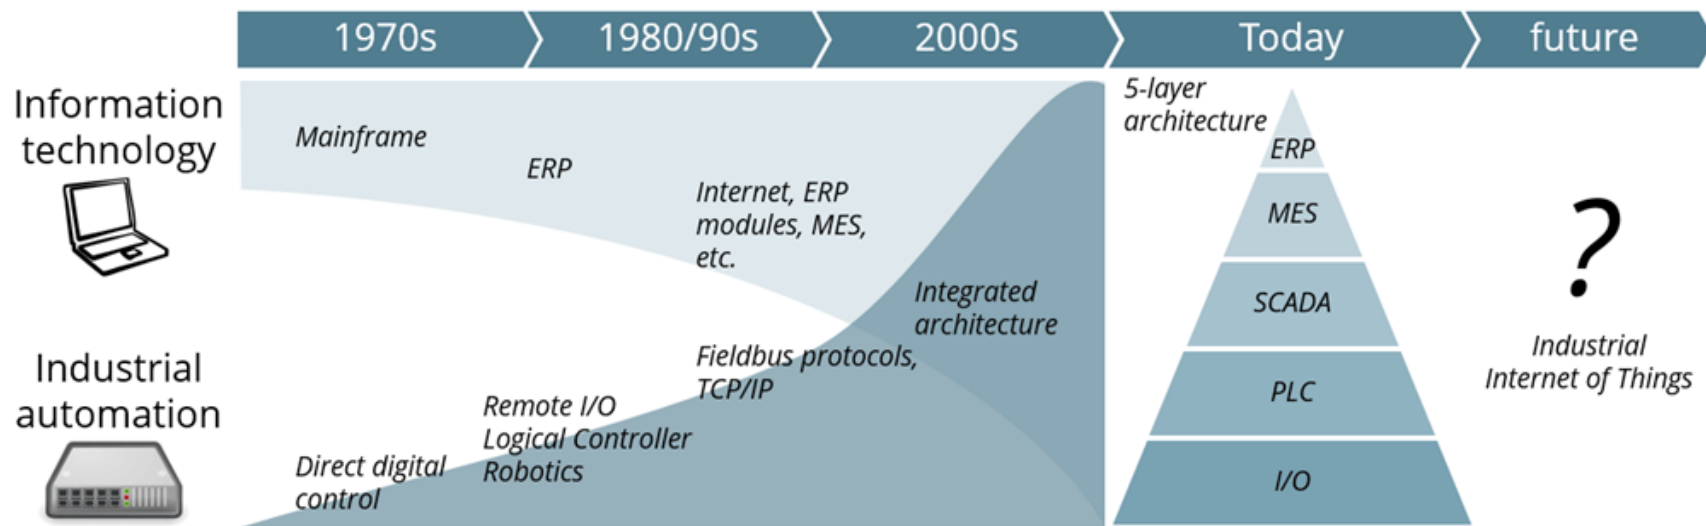 1970s
1980/90s
2000s
Today
future
Information
technology
Mainframe
ERP
Internet, ERP
modules, MES,
etc.
Integrated
architecture
Industrial
automation
Direct digital
control
Remote I/O
Logical Controller
Robotics
Fieldbus protocols,
TCP/IP
5-layer
architecture
ERP
MES
SCADA
PLC
I/O
?
Industrial
Internet of Things